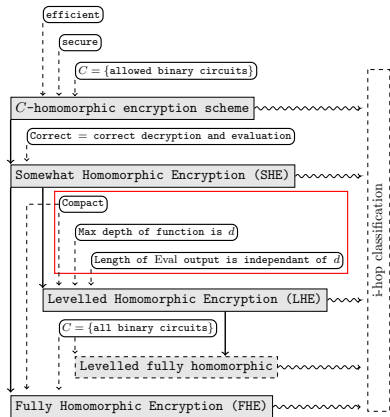 efficient
secure
C = {allowed binary circuits}
C-homomorphic encryption scheme
Correct = correct decryption and evaluation
Somewhat Homomorphic Encryption (SHE)
Compact
Max depth of function is d
Length of Eval output is independant of d
Levelled Homomorphic Encryption (LHE)
C = {all binary circuits}
Levelled fully homomorphic
Fully Homomorphic Encryption (FHE)
i-hop classification